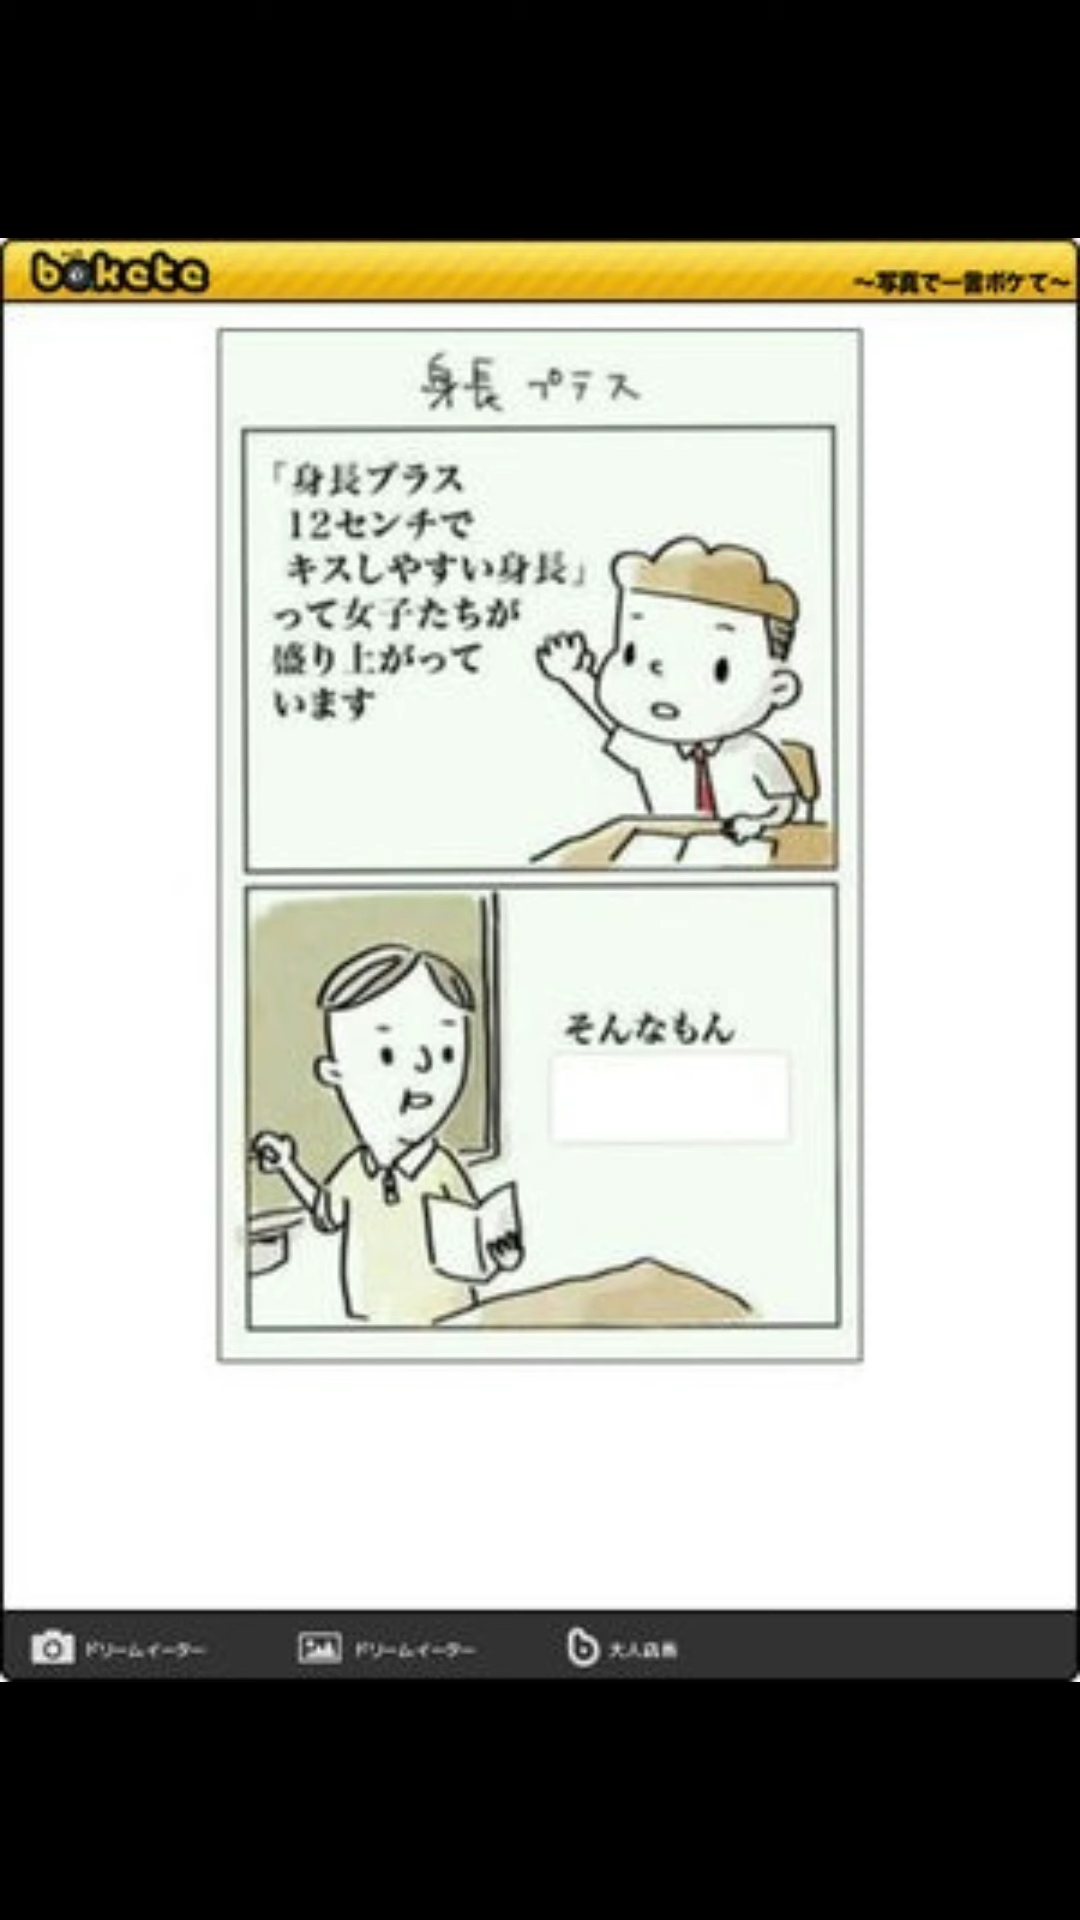 bokete
〜写真で一言ボケて〜
身長プラス
「身長プラス
12センチで
キスしやすい身長」
って女子たちが
盛り上がって
います
そんなもん
ドリームイーター
ドリームイーター
大人店長